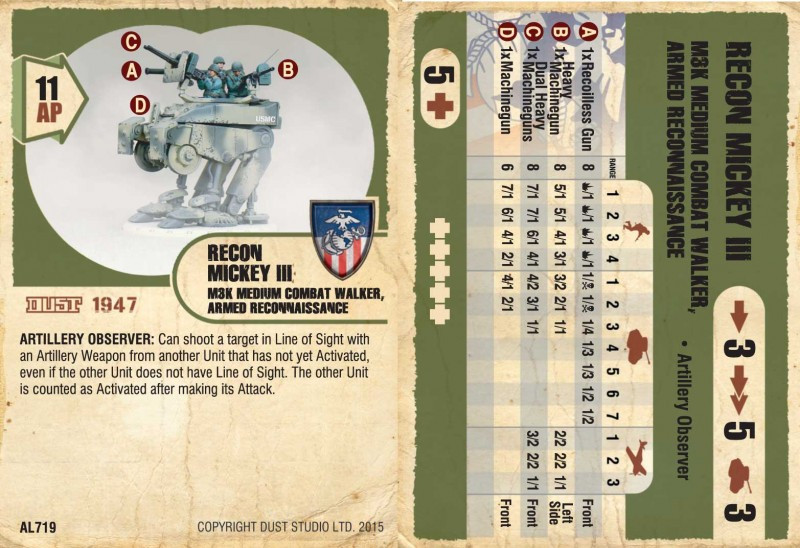 C
A
B
D
11
AP
USMC
RECON
MICKEY III
M3K MEDIUM COMBAT WALKER,
ARMED RECONNAISSANCE
DUST 1947
ARTILLERY OBSERVER: Can shoot a target in Line of Sight with
an Artillery Weapon from another Unit that has not yet Activated,
even if the other Unit does not have Line of Sight. The other Unit
is counted as Activated after making its Attack.
AL719
COPYRIGHT DUST STUDIO LTD. 2015
RECON MICKEY III
M3K MEDIUM COMBAT WALKER,
ARMED RECONNAISSANCE
3 5 3
• Artillery Observer
5
RANGE 1 2 3 4 1 2 3 4 5 6 7 1 2 3
A 1x Recoilless Gun 8 /1 /1 /1 /1 1/ 1/ 1/4 1/3 1/3 1/2 1/2 Front
B 1x Heavy Machinegun 8 5/1 5/1 4/1 3/1 3/2 2/1 1/1 2/2 2/2 1/1 Left Side
C 1x Dual Heavy Machineguns 8 7/1 7/1 6/1 4/1 4/2 3/1 1/1 3/2 2/2 1/1 Front
D 1x Machinegun 6 7/1 6/1 4/1 2/1 4/1 2/1 Front